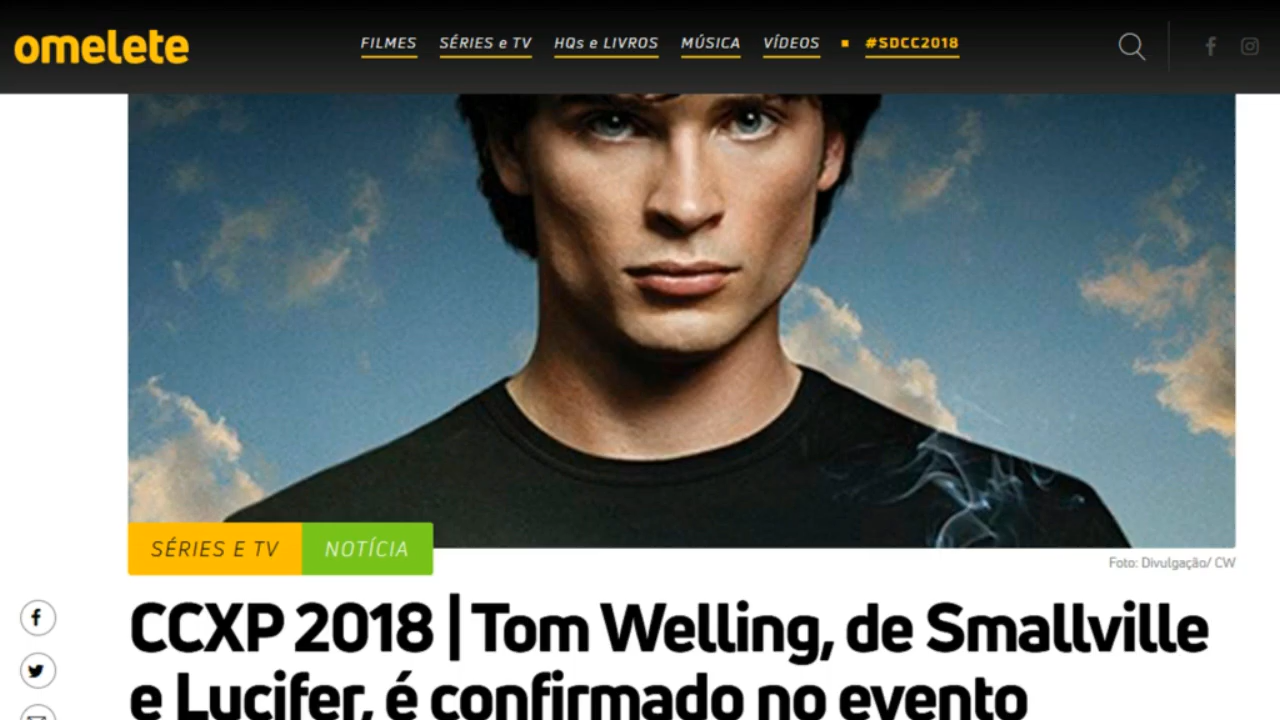 omelete
FILMES SÉRIES e TV HQs e LIVROS MÚSICA VÍDEOS #SDCC2018
SÉRIES E TV NOTÍCIA
Foto: Divulgação/ CW
CCXP 2018 | Tom Welling, de Smallville
e Lucifer, é confirmado no evento